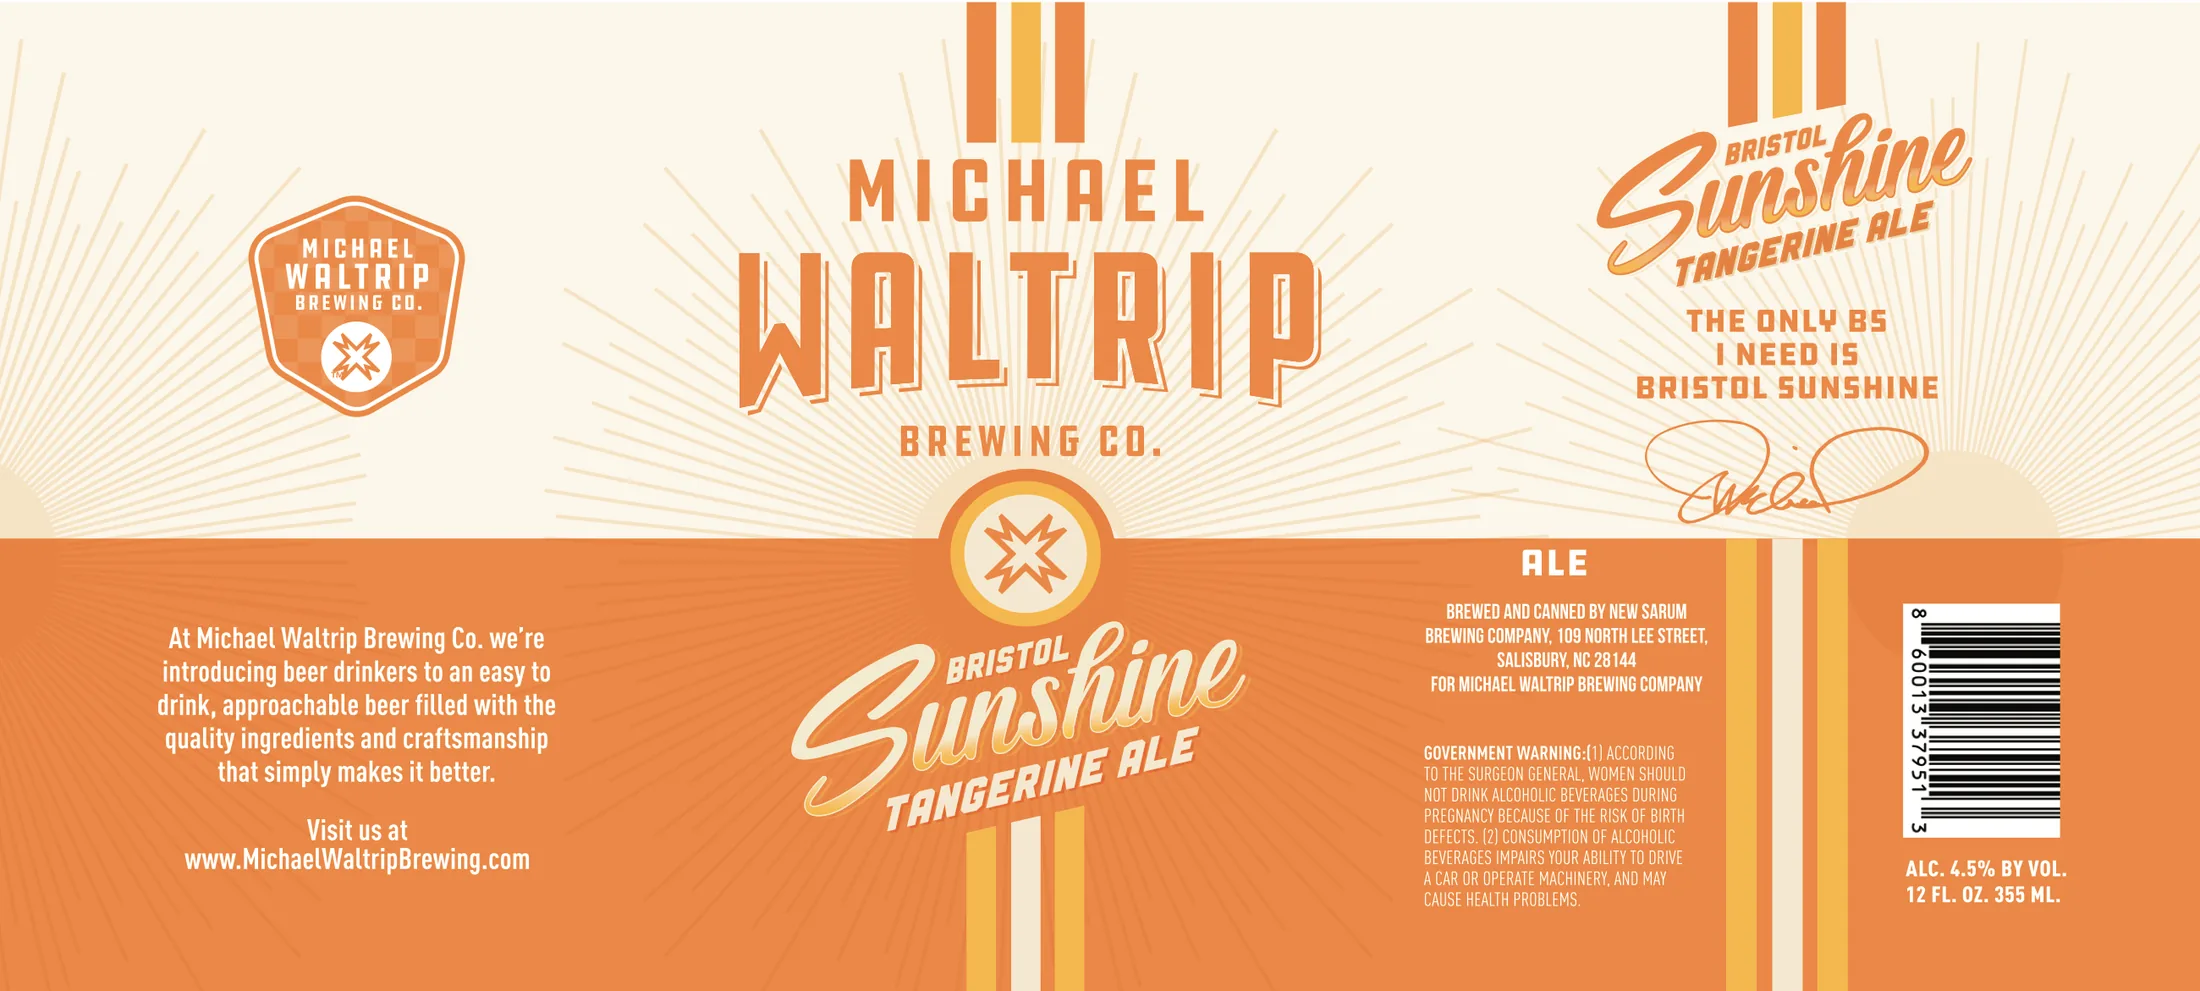 MICHAEL
WALTRIP
BREWING CO.
TM
At Michael Waltrip Brewing Co. we're
introducing beer drinkers to an easy to
drink, approachable beer filled with the
quality ingredients and craftsmanship
that simply makes it better.
Visit us at
www.MichaelWaltripBrewing.com
MICHAEL
WALTRIP
BREWING CO.
BRISTOL
Sunshine
TANGERINE ALE
BRISTOL
Sunshine
TANGERINE ALE
THE ONLY BS
I NEED IS
BRISTOL SUNSHINE
Michael
ALE
BREWED AND CANNED BY NEW SARUM
BREWING COMPANY, 109 NORTH LEE STREET,
SALISBURY, NC 28144
FOR MICHAEL WALTRIP BREWING COMPANY
GOVERNMENT WARNING:(1) ACCORDING
TO THE SURGEON GENERAL, WOMEN SHOULD
NOT DRINK ALCOHOLIC BEVERAGES DURING
PREGNANCY BECAUSE OF THE RISK OF BIRTH
DEFECTS. (2) CONSUMPTION OF ALCOHOLIC
BEVERAGES IMPAIRS YOUR ABILITY TO DRIVE
A CAR OR OPERATE MACHINERY, AND MAY
CAUSE HEALTH PROBLEMS.
8 60013 37951 3
ALC. 4.5% BY VOL.
12 FL. OZ. 355 ML.